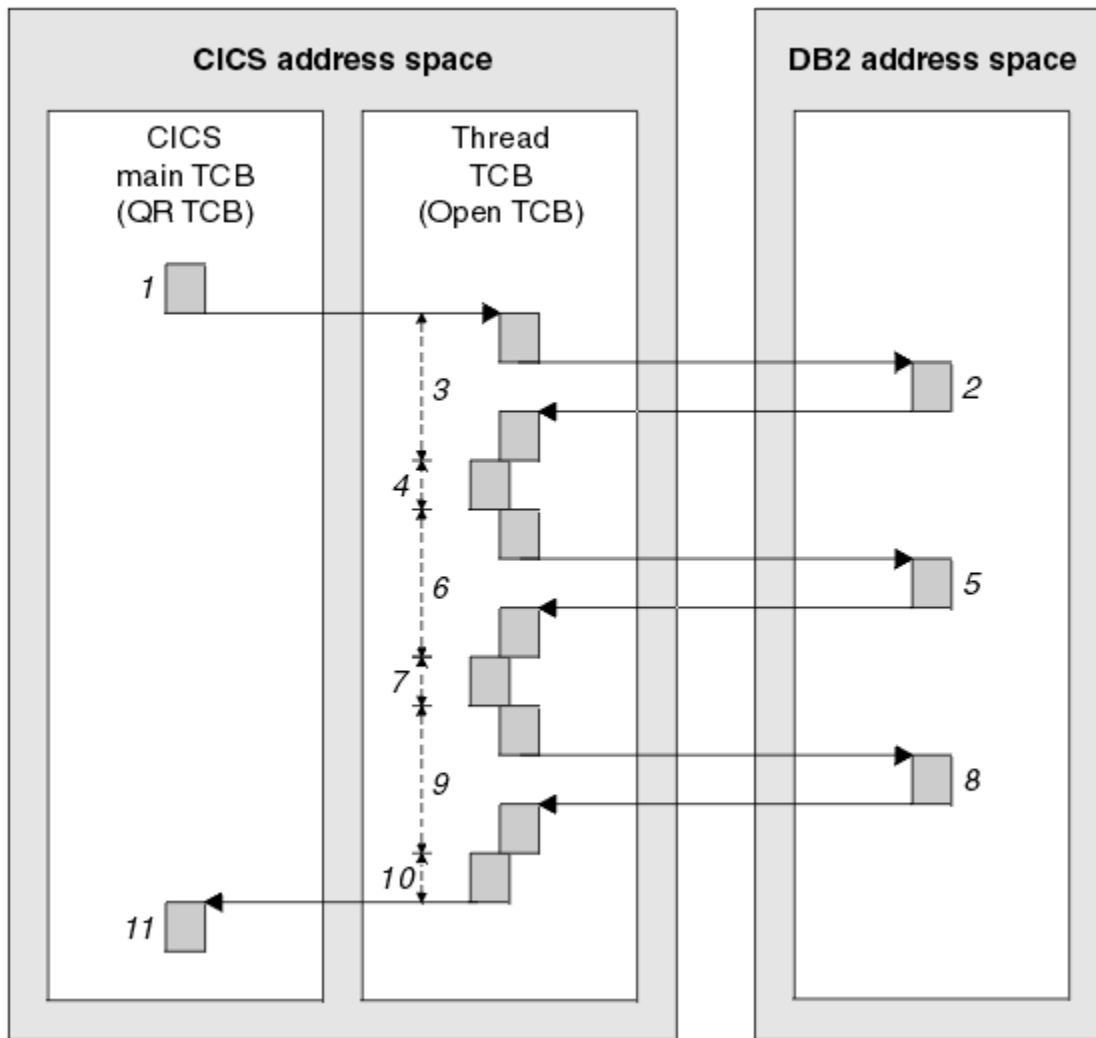 CICS address space
DB2 address space
CICS
main TCB
(QR TCB)
Thread
TCB
(Open TCB)
1
3
2
4
6
5
7
9
8
10
11